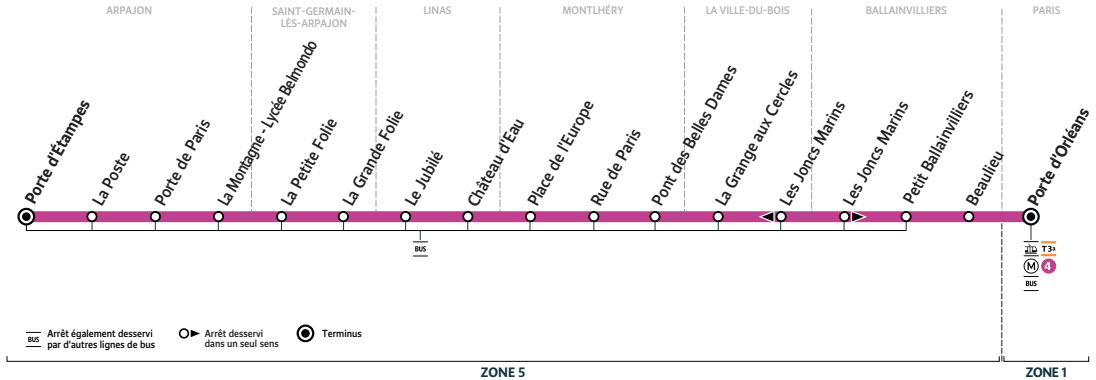 ARPAJON
SAINT-GERMAIN-
LÈS-ARPAJON
LINAS
MONTLHÉRY
LA VILLE-DU-BOIS
BALLAINVILLIERS
PARIS
Porte d'Étampes
La Poste
Porte de Paris
La Montagne - Lycée Belmondo
La Petite Folie
La Grande Folie
Le Jubilé
Château d'Eau
Place de l'Europe
Rue de Paris
Pont des Belles Dames
La Grange aux Cercles
Les Joncs Marins
Les Joncs Marins
Petit Ballainvilliers
Beaulieu
Porte d'Orléans
BUS
T3a
M 4
BUS
BUS Arrêt également desservi
par d'autres lignes de bus
Arrêt desservi
dans un seul sens
Terminus
ZONE 5
ZONE 1